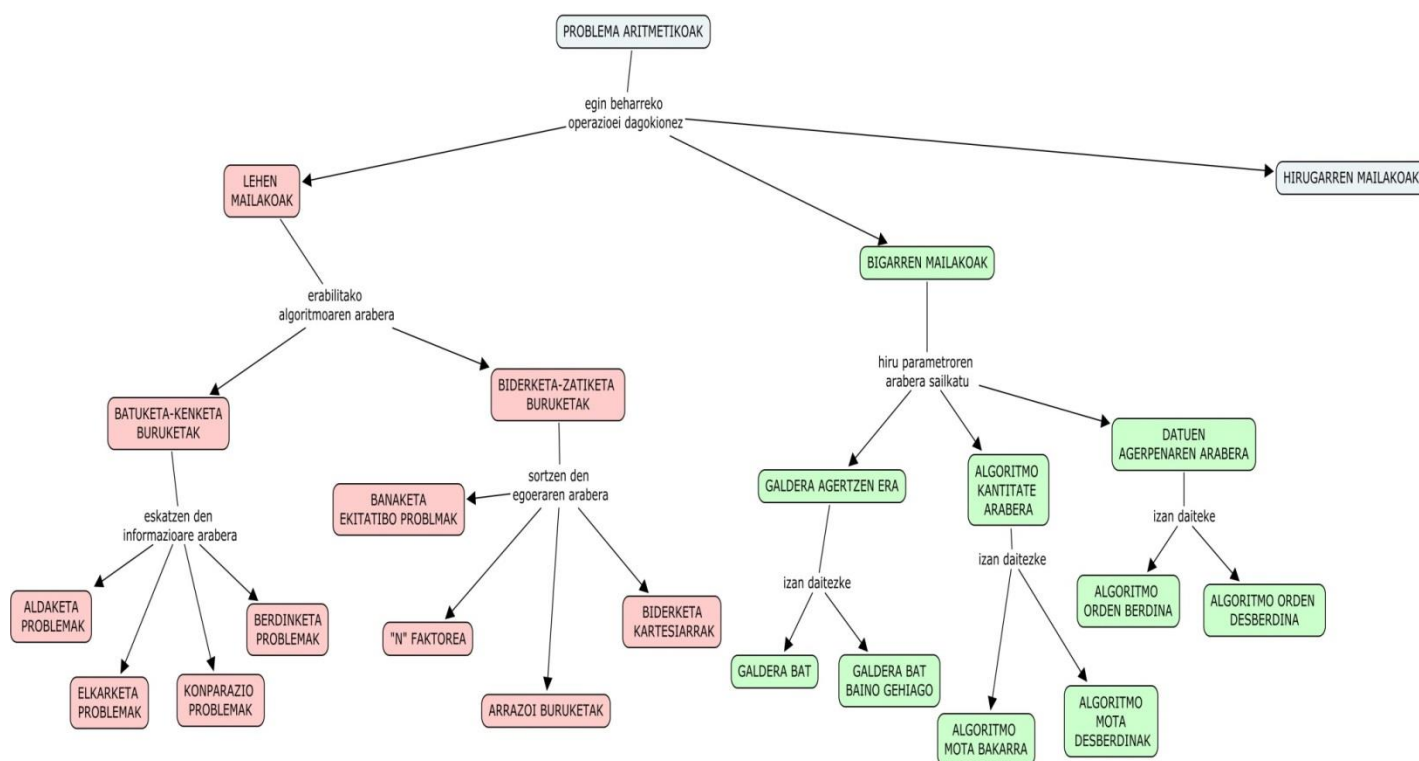 PROBLEMA ARITMETIKOAK
egin beharreko
operazioei dagokionez
LEHEN
MAILAKOAK
HIRUGARREN MAILAKOAK
BIGARREN MAILAKOAK
erabilitako
algoritmoaren arabera
hiru parametroren
arabera sailkatu
BATUKETA-KENKETA
BURUKETAK
BIDERKETA-ZATIKETA
BURUKETAK
GALDERA AGERTZEN ERA
ALGORITMO
KANTITATE
ARABERA
DATUEN
AGERPENAREN ARABERA
eskatzen den
informazioare arabera
sortzen den
egoeraren arabera
BANAKETA
EKITATIBO PROBLMAK
izan daitezke
izan daitezke
izan daiteke
ALDAKETA
PROBLEMAK
ELKARKETA
PROBLEMAK
KONPARAZIO
PROBLEMAK
BERDINKETA
PROBLEMAK
"N" FAKTOREA
ARRAZOI BURUKETAK
BIDERKETA
KARTESIARRAK
GALDERA BAT
GALDERA BAT
BAINO GEHIAGO
ALGORITMO
MOTA BAKARRA
ALGORITMO
MOTA
DESBERDINAK
ALGORITMO
ORDEN BERDINA
ALGORITMO ORDEN
DESBERDINA